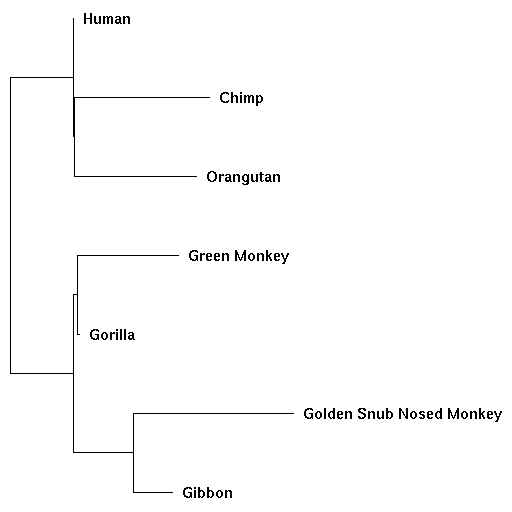 Human
Chimp
Orangutan
Green Monkey
Gorilla
Golden Snub Nosed Monkey
Gibbon